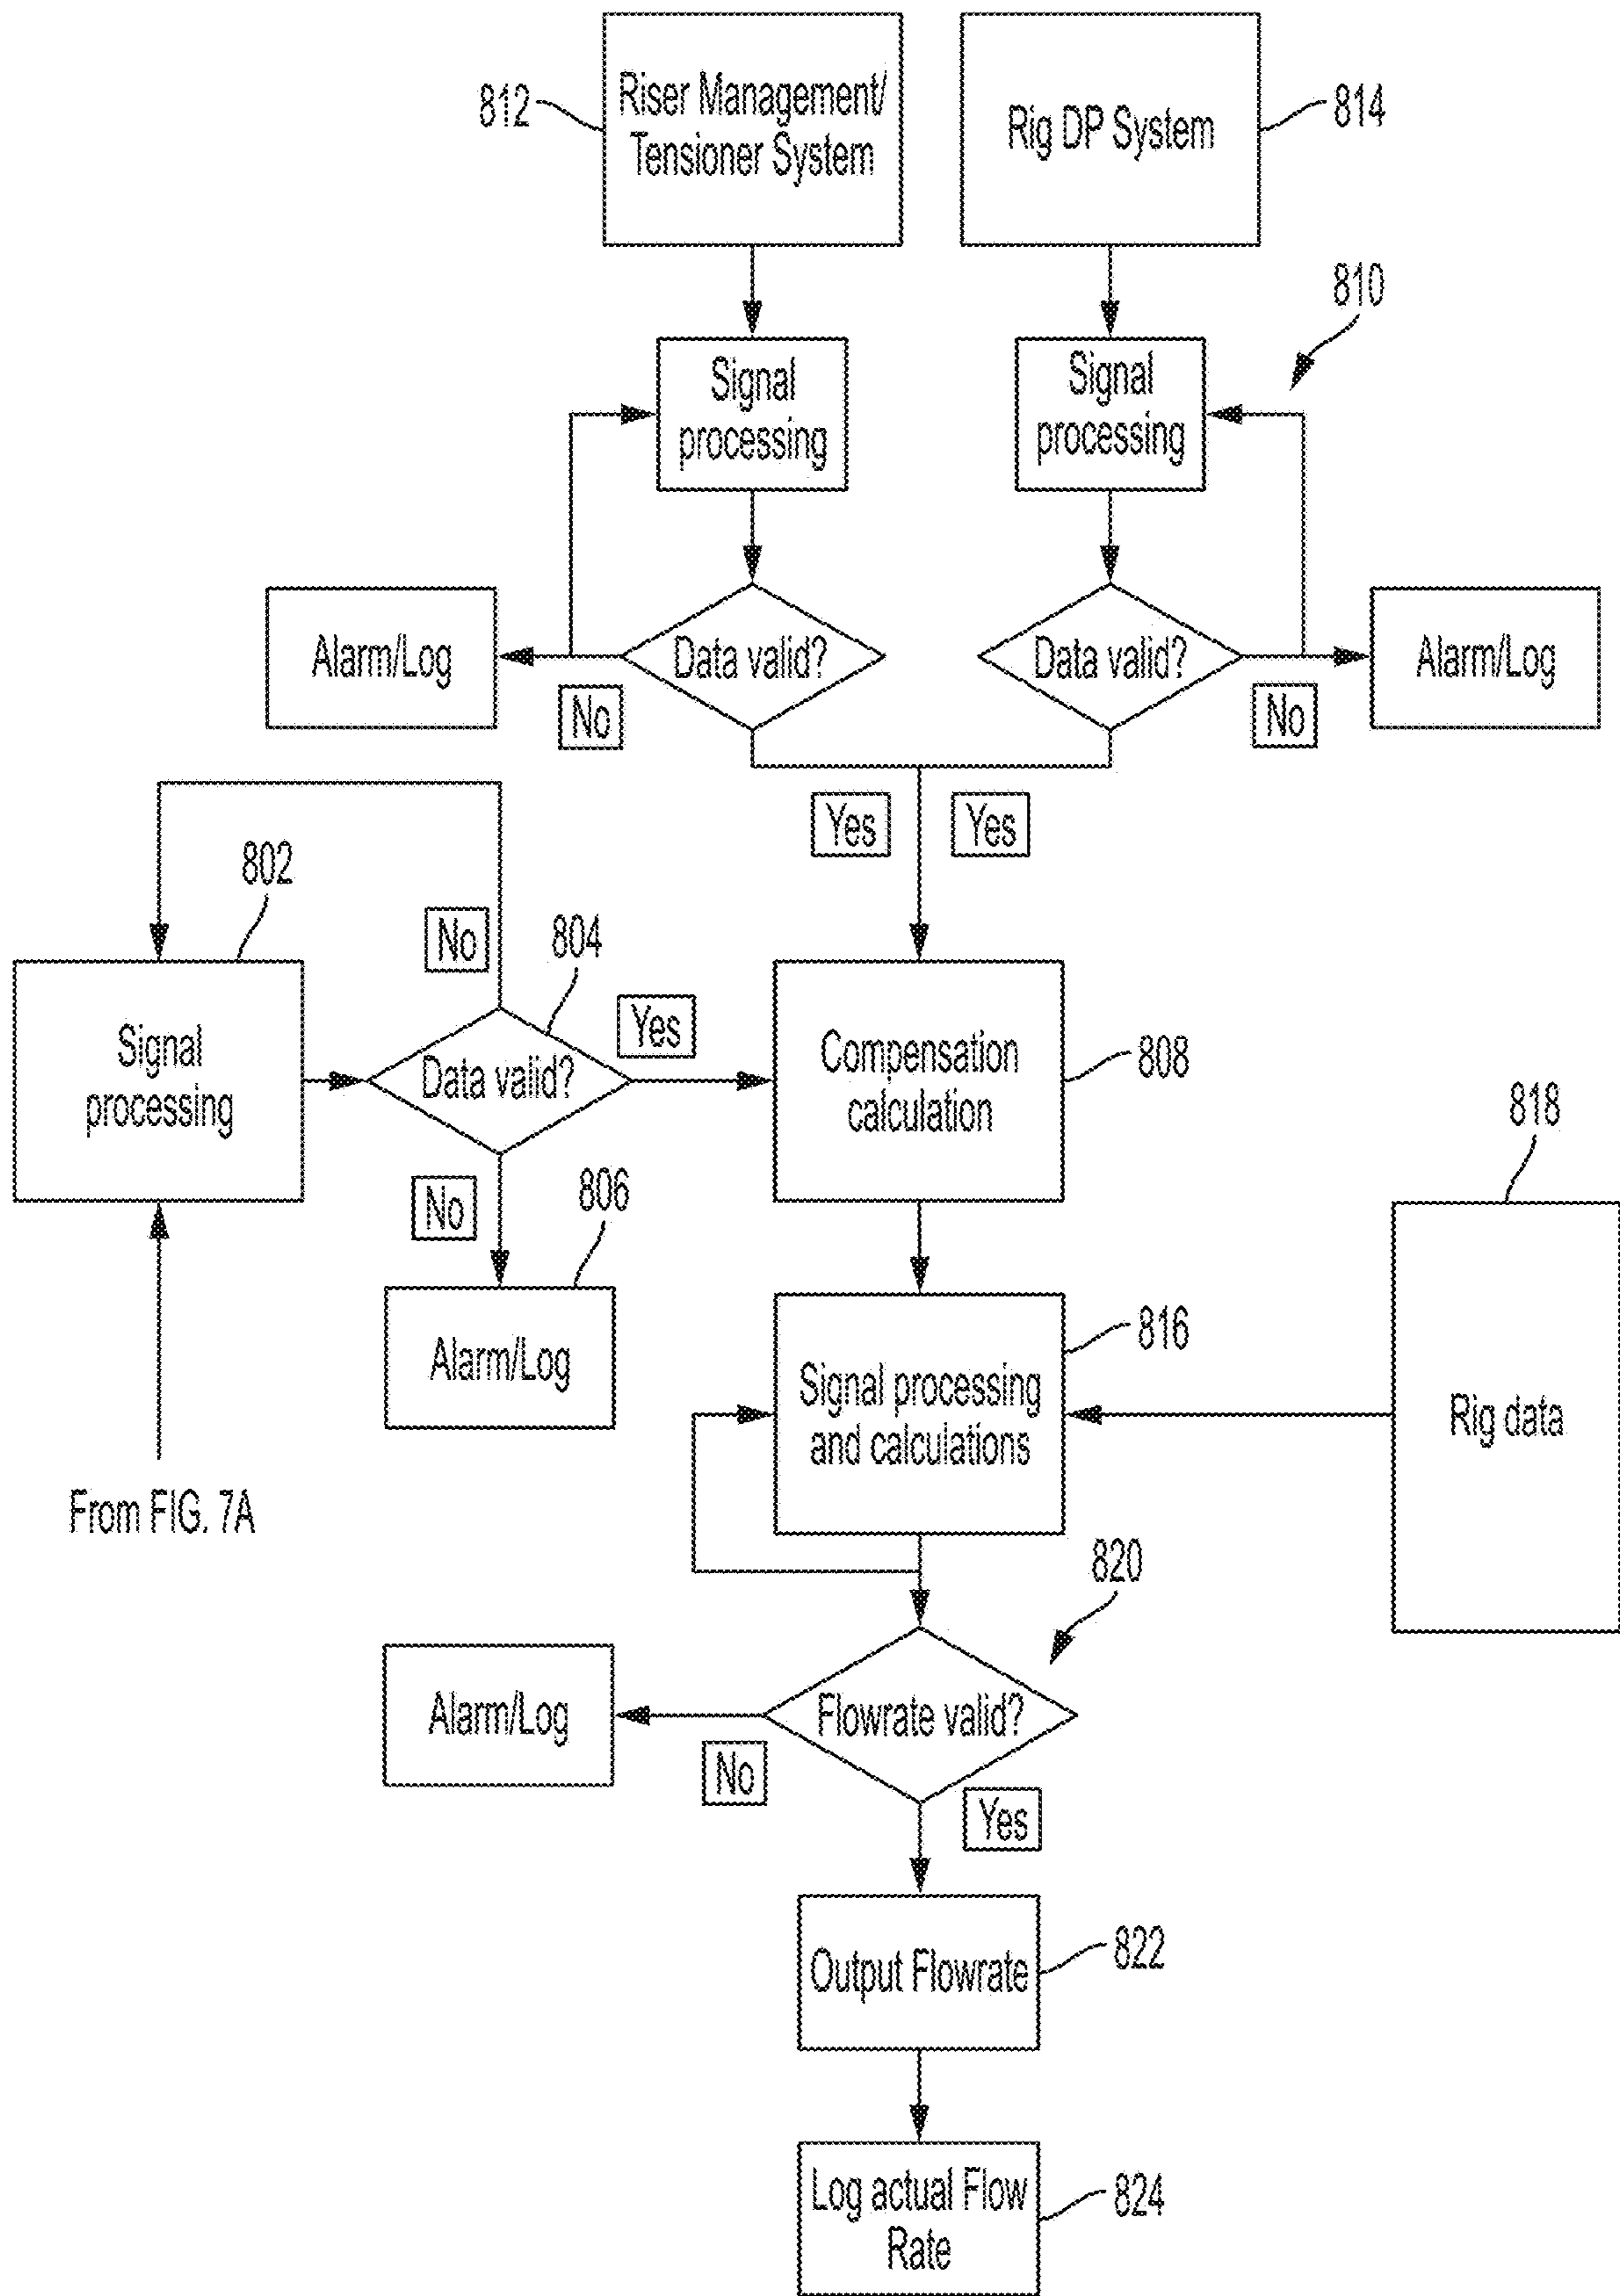 812
Riser Management/
Tensioner System
Rig DP System
814
810
Signal
processing
Signal
processing
Alarm/Log
Data valid?
Data valid?
Alarm/Log
No
No
Yes
Yes
802
No
804
Yes
Signal
processing
Data valid?
Compensation
calculation
808
818
No
806
Alarm/Log
816
Signal processing
and calculations
Rig data
From FIG. 7A
820
Alarm/Log
Flowrate valid?
No
Yes
Output Flowrate
822
Log actual Flow
Rate
824